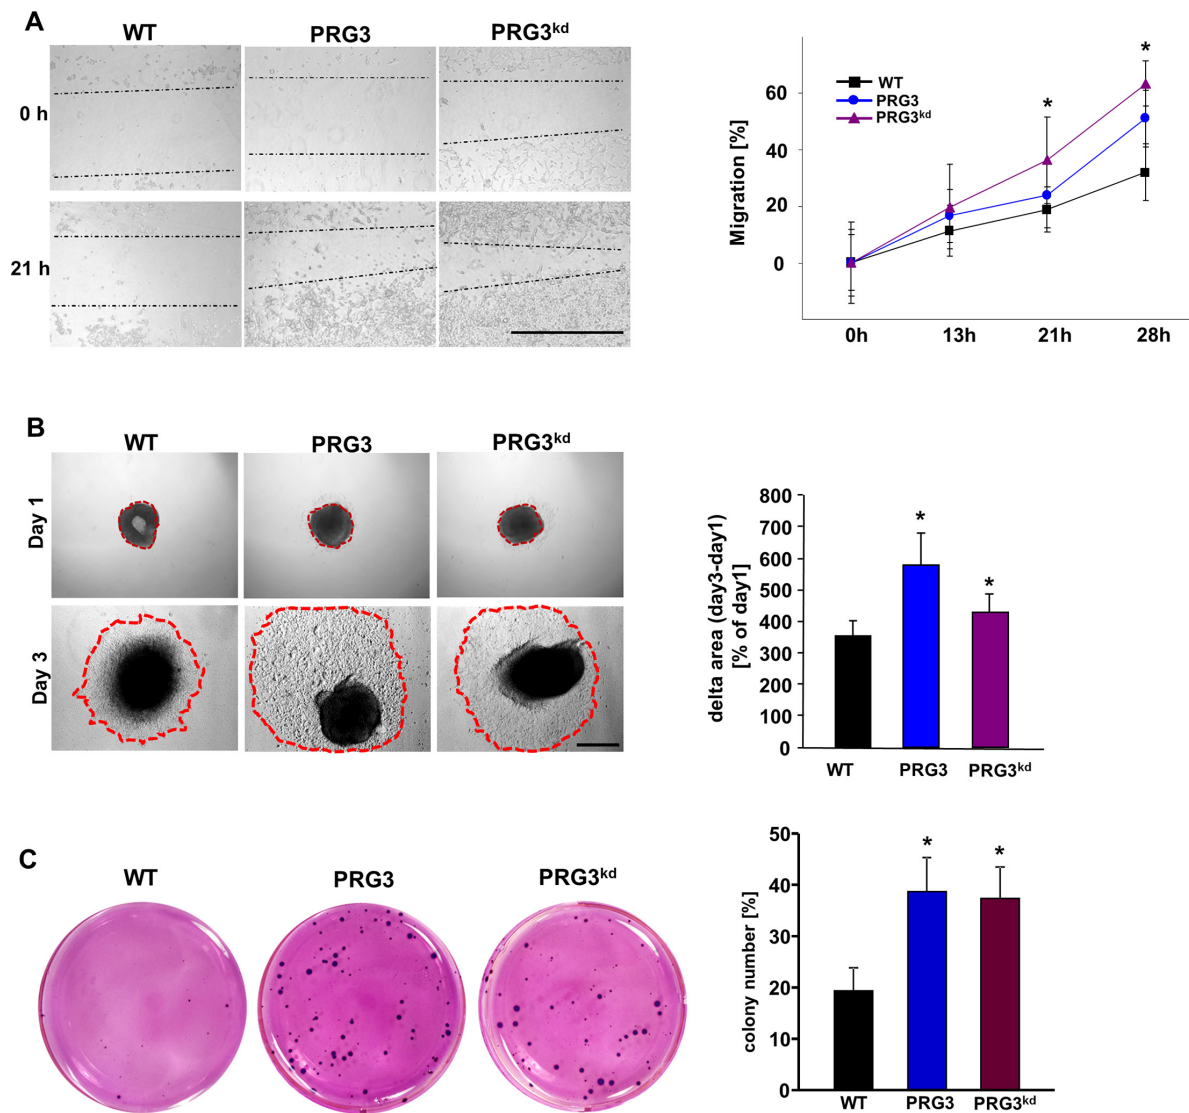 A
WT
PRG3
PRG3kd
0 h
21 h
WT
PRG3
PRG3kd
Migration [%]
60
40
20
0
0h
13h
21h
28h
*
*
B
WT
PRG3
PRG3kd
Day 1
Day 3
delta area (day3-day1)
[% of day1]
800
700
600
500
400
300
200
100
0
*
*
WT
PRG3
PRG3kd
C
WT
PRG3
PRG3kd
colony number [%]
50
40
30
20
10
0
*
*
WT
PRG3
PRG3kd